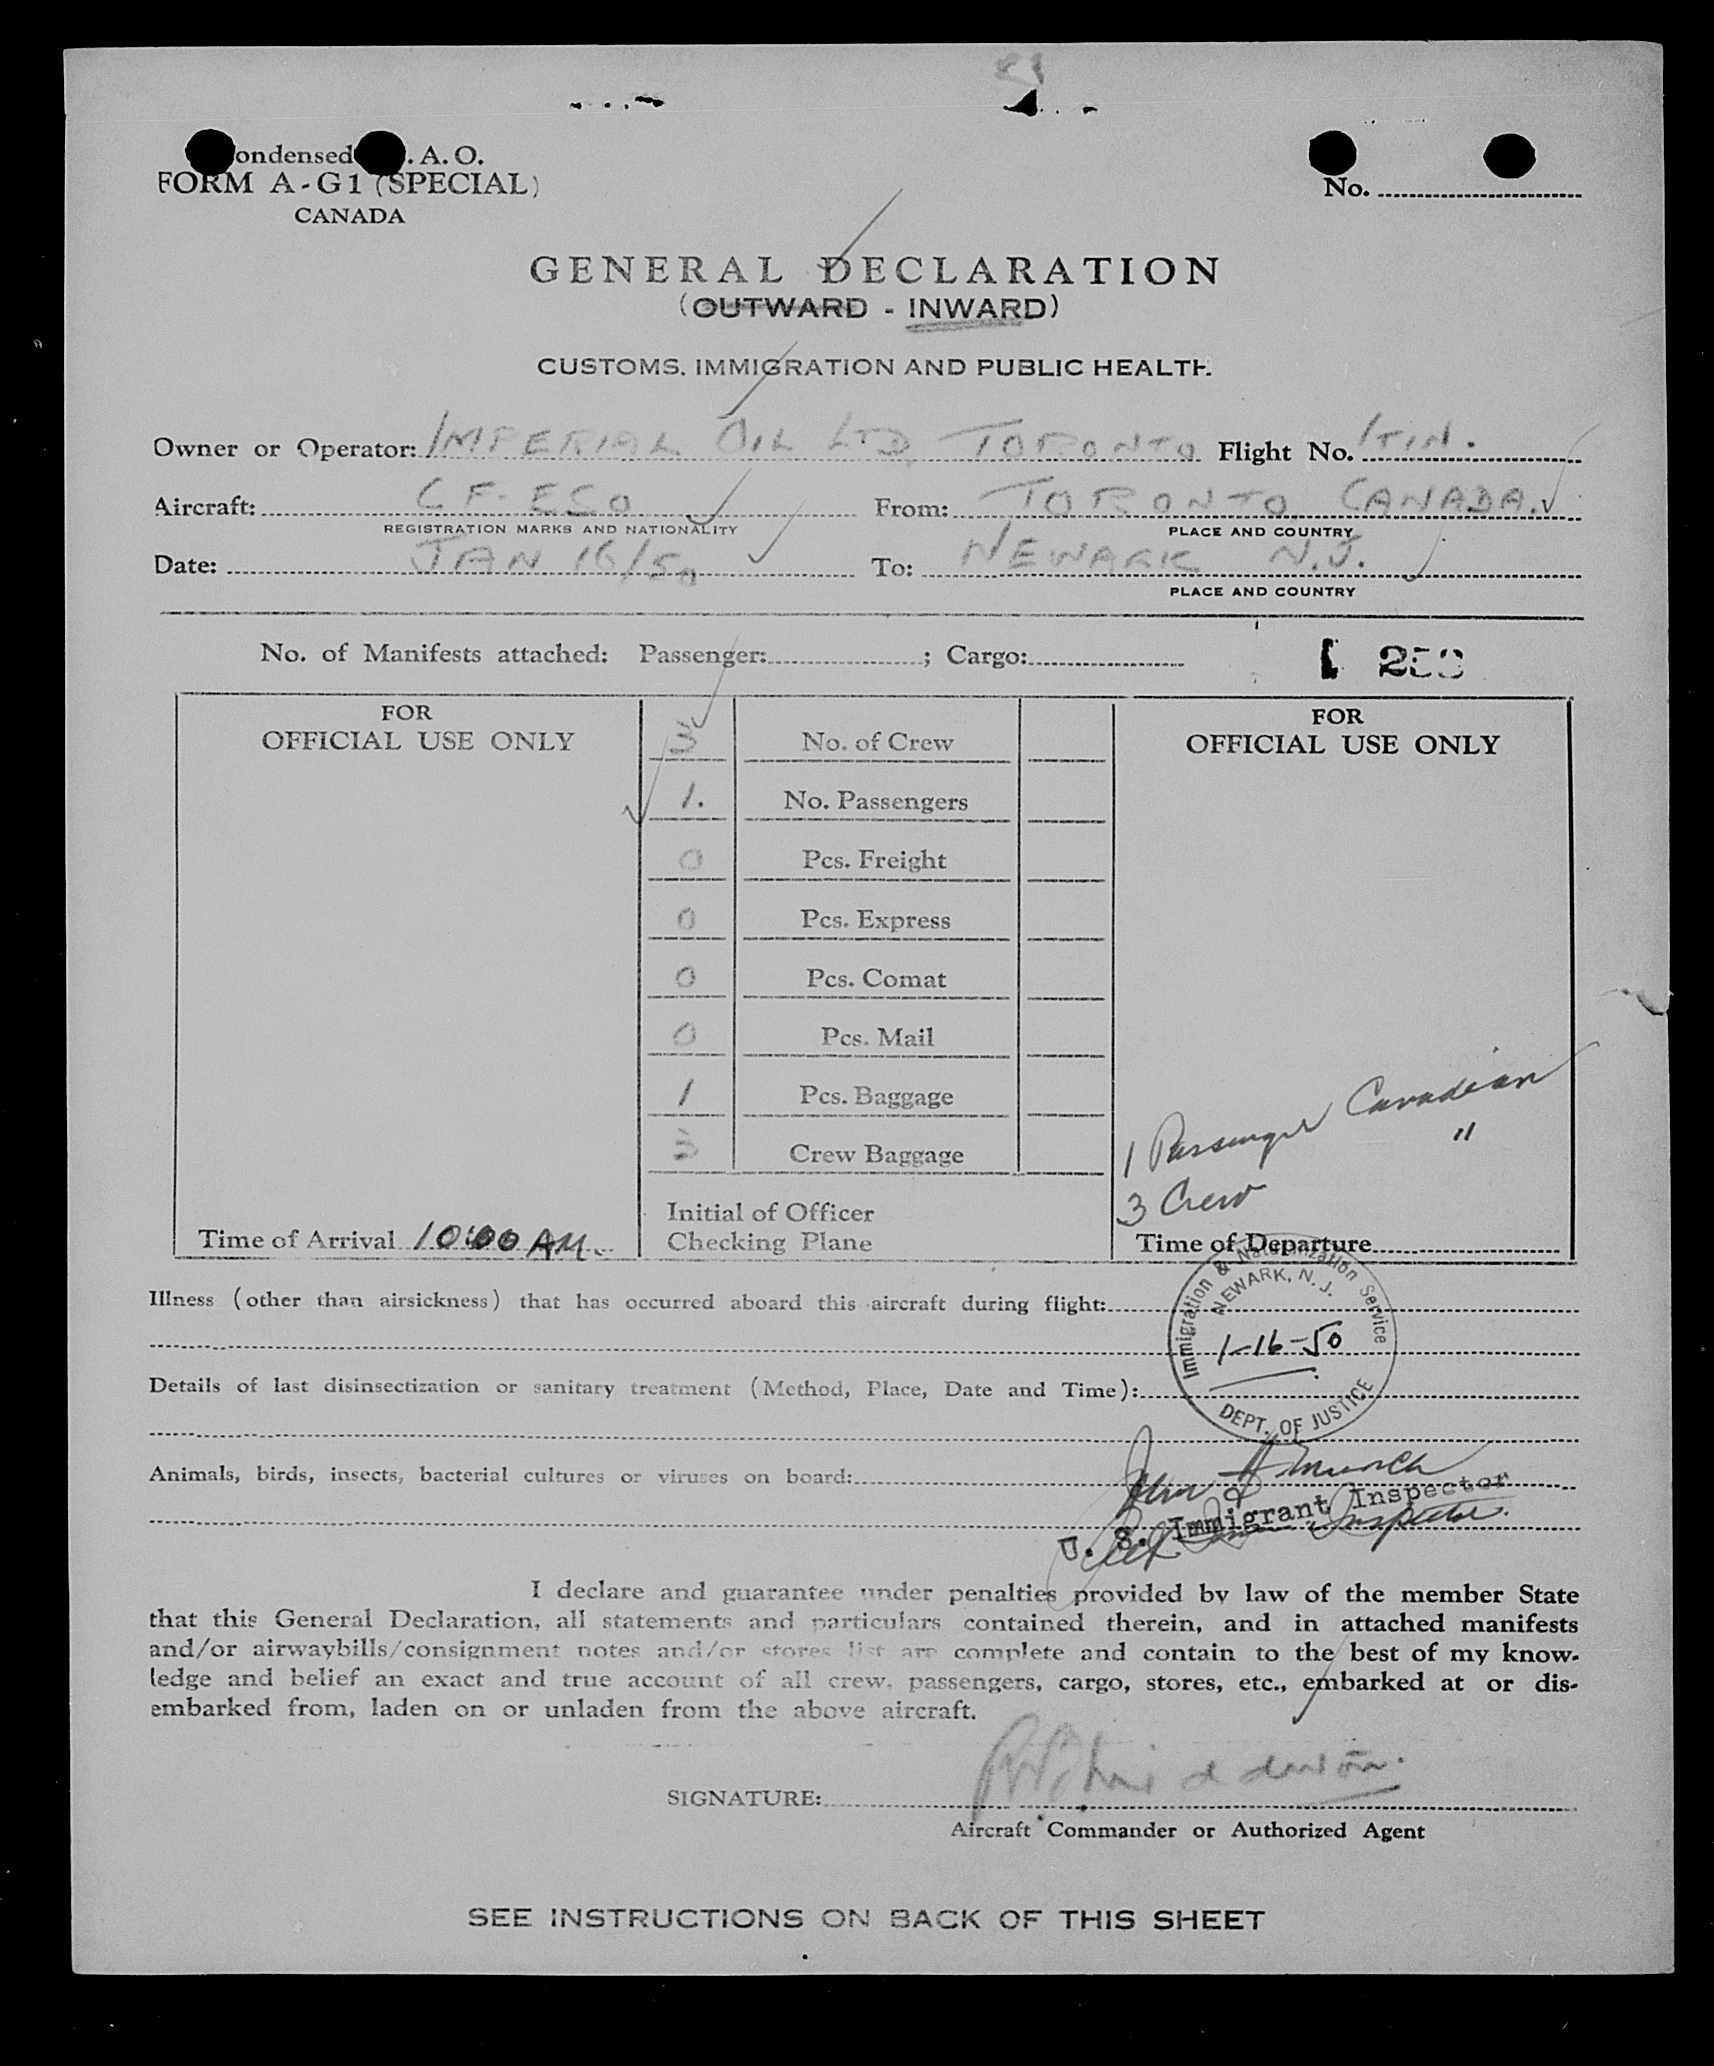 ondensed . A. O.
FORM A-G1 (SPECIAL)
CANADA
No.
GENERAL DECLARATION
(OUTWARD - INWARD)
CUSTOMS, IMMIGRATION AND PUBLIC HEALTH
Owner or Operator: IMPERIAL OIL LTD, TORONTO Flight No. ITIN.
Aircraft: CF-ESO From: TORONTO, CANADA.
REGISTRATION MARKS AND NATIONALITY PLACE AND COUNTRY
Date: JAN 16/50 To: NEWARK N.J.
PLACE AND COUNTRY
No. of Manifests attached: Passenger: ; Cargo:
FOR
OFFICIAL USE ONLY
3 No. of Crew
1. No. Passengers
0 Pcs. Freight
0 Pcs. Express
0 Pcs. Comat
0 Pcs. Mail
1 Pcs. Baggage
3 Crew Baggage
Initial of Officer
Checking Plane
Time of Arrival 10:00 AM.
FOR
OFFICIAL USE ONLY
1 Passenger Canadian
3 Crew "
Time of Departure
Illness (other than airsickness) that has occurred aboard this aircraft during flight:
Immigration & Naturalization Service
NEWARK, N. J.
1-16-50
DEPT. OF JUSTICE
Details of last disinsectization or sanitary treatment (Method, Place, Date and Time):
Animals, birds, insects, bacterial cultures or viruses on board:
John
U. S. Immigrant Inspector
Inspector.
I declare and guarantee under penalties provided by law of the member State
that this General Declaration, all statements and particulars contained therein, and in attached manifests
and/or airwaybills/consignment notes and/or stores list are complete and contain to the best of my know-
ledge and belief an exact and true account of all crew, passengers, cargo, stores, etc., embarked at or dis-
embarked from, laden on or unladen from the above aircraft.
SIGNATURE:
Aircraft Commander or Authorized Agent
SEE INSTRUCTIONS ON BACK OF THIS SHEET